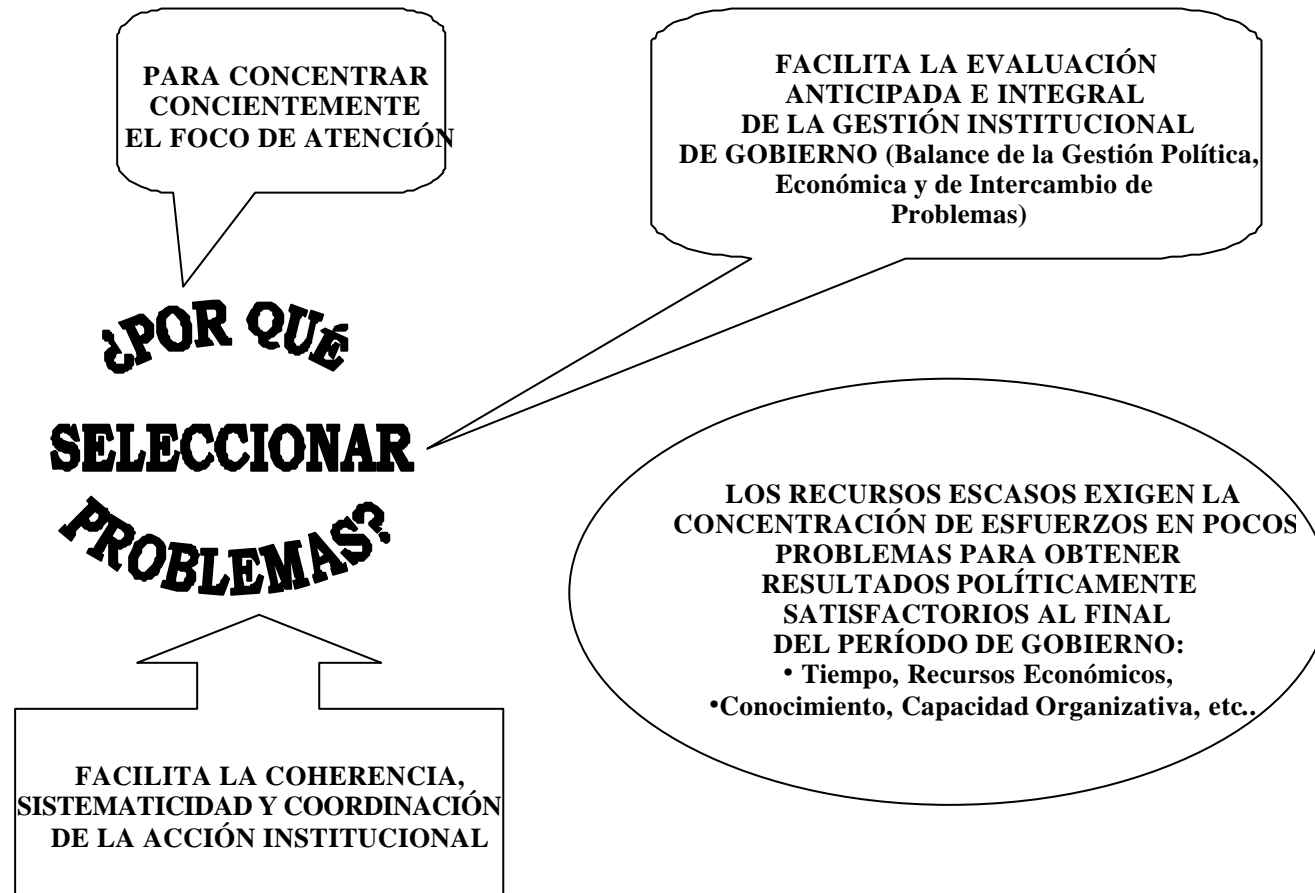 PARA CONCENTRAR
CONCIENTEMENTE
EL FOCO DE ATENCIÓN
FACILITA LA EVALUACIÓN
ANTICIPADA E INTEGRAL
DE LA GESTIÓN INSTITUCIONAL
DE GOBIERNO (Balance de la Gestión Política,
Económica y de Intercambio de
Problemas)
¿POR QUÉ
SELECCIONAR
PROBLEMAS?
LOS RECURSOS ESCASOS EXIGEN LA
CONCENTRACIÓN DE ESFUERZOS EN POCOS
PROBLEMAS PARA OBTENER
RESULTADOS POLÍTICAMENTE
SATISFACTORIOS AL FINAL
DEL PERÍODO DE GOBIERNO:
• Tiempo, Recursos Económicos,
•Conocimiento, Capacidad Organizativa, etc..
FACILITA LA COHERENCIA,
SISTEMATICIDAD Y COORDINACIÓN
DE LA ACCIÓN INSTITUCIONAL